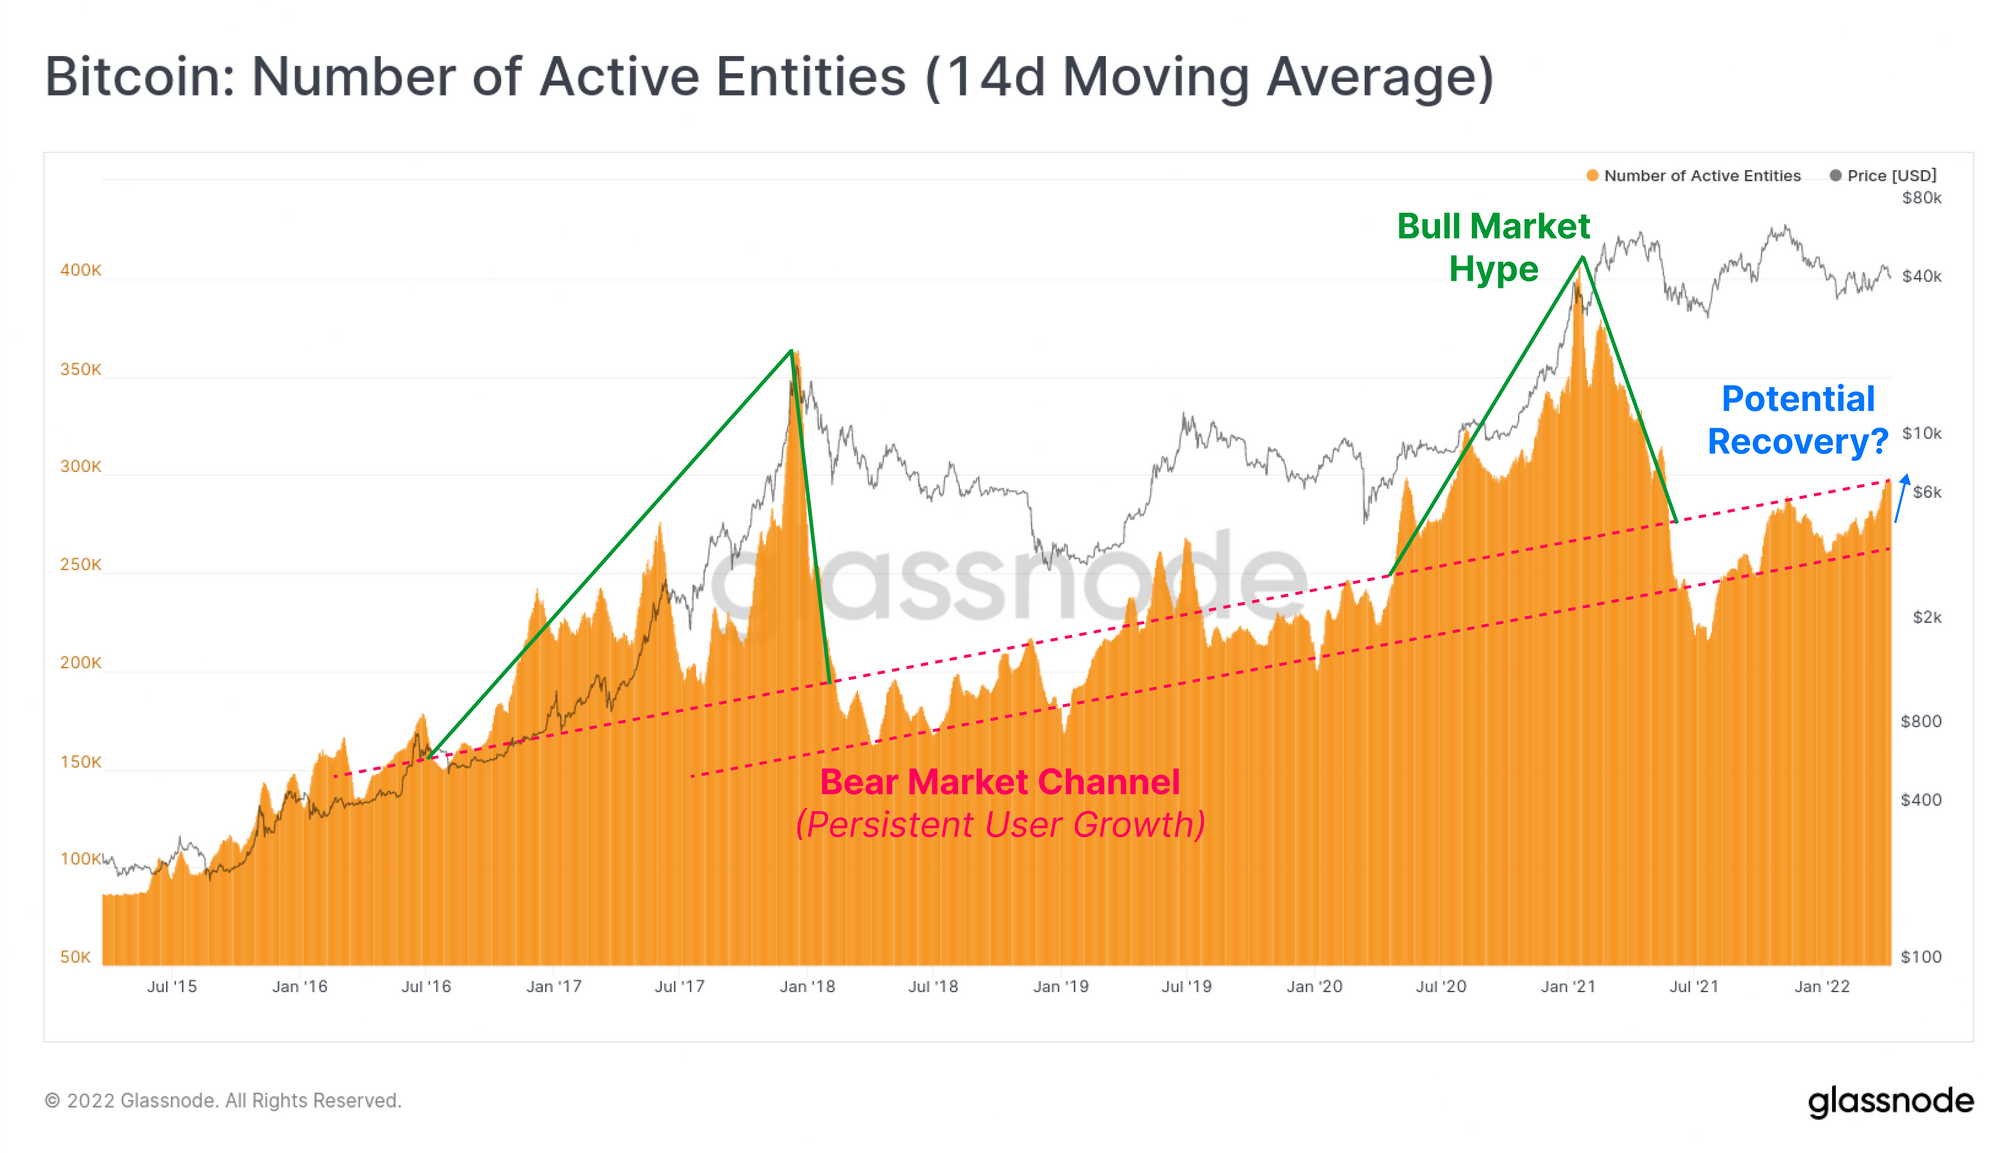 Bitcoin: Number of Active Entities (14d Moving Average)
Number of Active Entities
Price [USD]
Bull Market
Hype
Potential
Recovery?
Bear Market Channel
(Persistent User Growth)
glassnode
400K
350K
300K
250K
200K
150K
100K
50K
$80k
$40k
$10k
$6k
$2k
$800
$400
$100
Jul '15
Jan '16
Jul '16
Jan '17
Jul '17
Jan '18
Jul '18
Jan '19
Jul '19
Jan '20
Jul '20
Jan '21
Jul '21
Jan '22
© 2022 Glassnode. All Rights Reserved.
glassnode